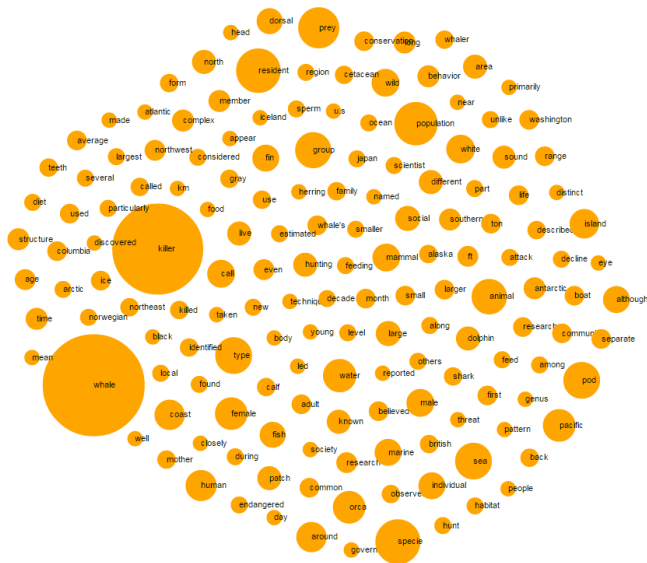 dorsal
prey
head
conservation
long
whaler
north
resident
region
cetacean
wild
behavior
area
form
primarily
member
iceland
sperm
u.s
near
made
atlantic
complex
ocean
population
unlike
washington
average
appear
largest
northwest
considered
fin
group
japan
scientist
white
sound
range
teeth
several
called
km
gray
herring
family
named
different
part
life
distinct
diet
used
particularly
food
use
whale's
smaller
social
southern
ton
described
island
structure
columbia
discovered
killer
live
estimated
age
arctic
ice
call
even
hunting
feeding
mammal
alaska
ft
attack
decline
eye
time
norwegian
northeast
killed
taken
new
techniqu
decade
month
small
larger
animal
antarctic
boat
although
mean
black
identified
type
body
young
level
large
along
dolphin
research
commun
separate
whale
local
found
calf
led
water
reported
others
shark
feed
among
pod
well
coast
female
adult
known
believed
male
first
genus
closely
fish
society
marine
british
threat
pattern
pacific
mother
during
research
sea
back
human
patch
common
observe
individual
people
endangered
day
orca
habitat
around
govern
specie
hunt